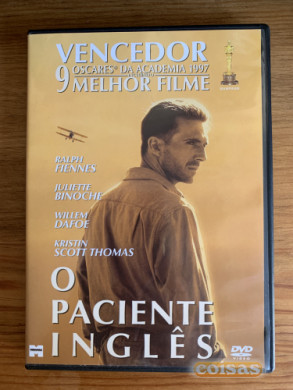 VENCEDOR
9 OSCARES® DA ACADEMIA 1997
MELHOR FILME
RALPH
FIENNES
JULIETTE
BINOCHE
WILLEM
DAFOE
KRISTIN
SCOTT THOMAS
O
PACIENTE
INGLÊS
DVD
VIDEO
coisas